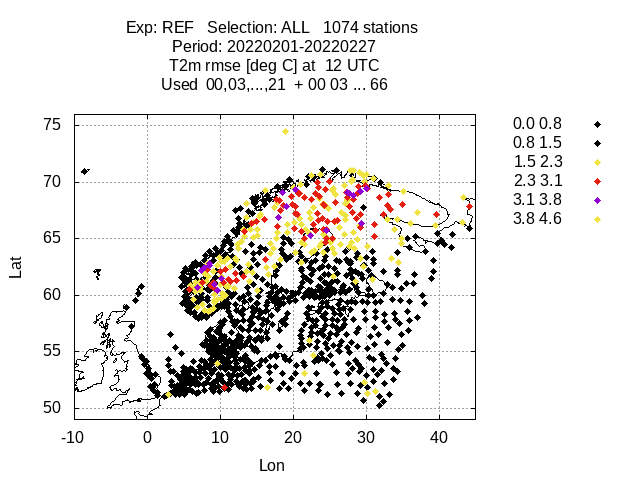 Exp: REF   Selection: ALL   1074 stations
Period: 20220201-20220227
T2m rmse [deg C] at  12 UTC
Used  00,03,...,21  + 00 03 ... 66
75
70
65
60
55
50
-10 0 10 20 30 40
Lat
Lon
0.0 0.8
0.8 1.5
1.5 2.3
2.3 3.1
3.1 3.8
3.8 4.6